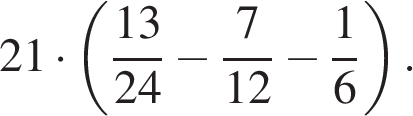 21 · (13/24 − 7/12 − 1/6).